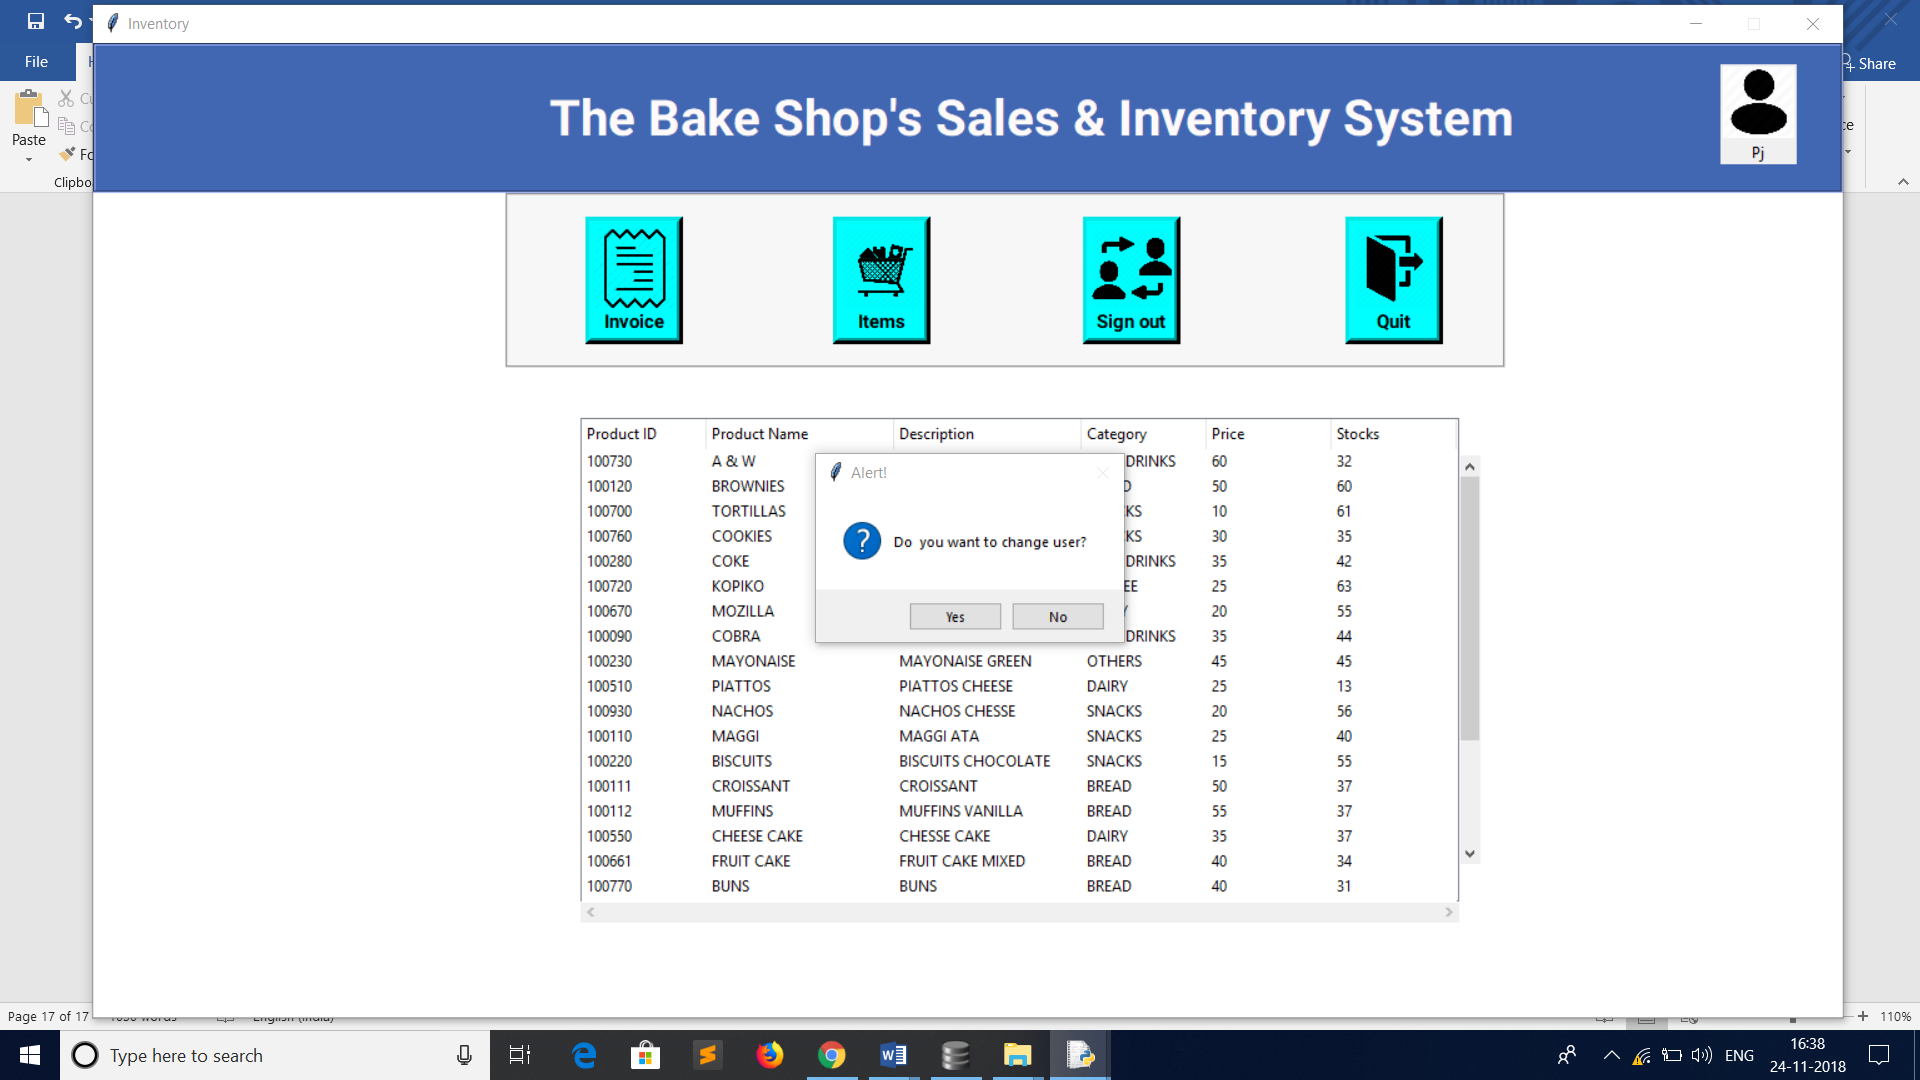 Inventory
File
Share
The Bake Shop's Sales & Inventory System
Pj
Paste
Clipbo
Invoice
Items
Sign out
Quit
Product ID Product Name Description Category Price Stocks
100730 A & W DRINKS 60 32
100120 BROWNIES 50 60
100700 TORTILLAS KS 10 61
100760 COOKIES KS 30 35
100280 COKE DRINKS 35 42
100720 KOPIKO EE 25 63
100670 MOZILLA 20 55
100090 COBRA DRINKS 35 44
100230 MAYONAISE MAYONAISE GREEN OTHERS 45 45
100510 PIATTOS PIATTOS CHEESE DAIRY 25 13
100930 NACHOS NACHOS CHESSE SNACKS 20 56
100110 MAGGI MAGGI ATA SNACKS 25 40
100220 BISCUITS BISCUITS CHOCOLATE SNACKS 15 55
100111 CROISSANT CROISSANT BREAD 50 37
100112 MUFFINS MUFFINS VANILLA BREAD 55 37
100550 CHEESE CAKE CHESSE CAKE DAIRY 35 37
100661 FRUIT CAKE FRUIT CAKE MIXED BREAD 40 34
100770 BUNS BUNS BREAD 40 31
Alert!
Do you want to change user?
Yes No
Page 17 of 17
110%
Type here to search
ENG
16:38
24-11-2018